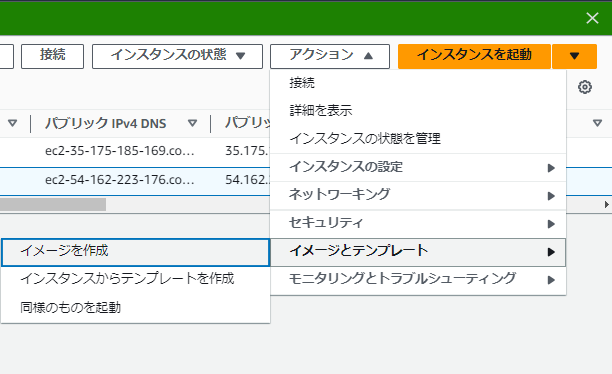 接続
インスタンスの状態
アクション
インスタンスを起動
接続
詳細を表示
インスタンスの状態を管理
パブリック IPv4 DNS
パブリッ
ec2-35-175-185-169.co...
35.175.
インスタンスの設定
ec2-54-162-223-176.co...
54.162.
ネットワーキング
セキュリティ
イメージを作成
イメージとテンプレート
インスタンスからテンプレートを作成
モニタリングとトラブルシューティング
同様のものを起動